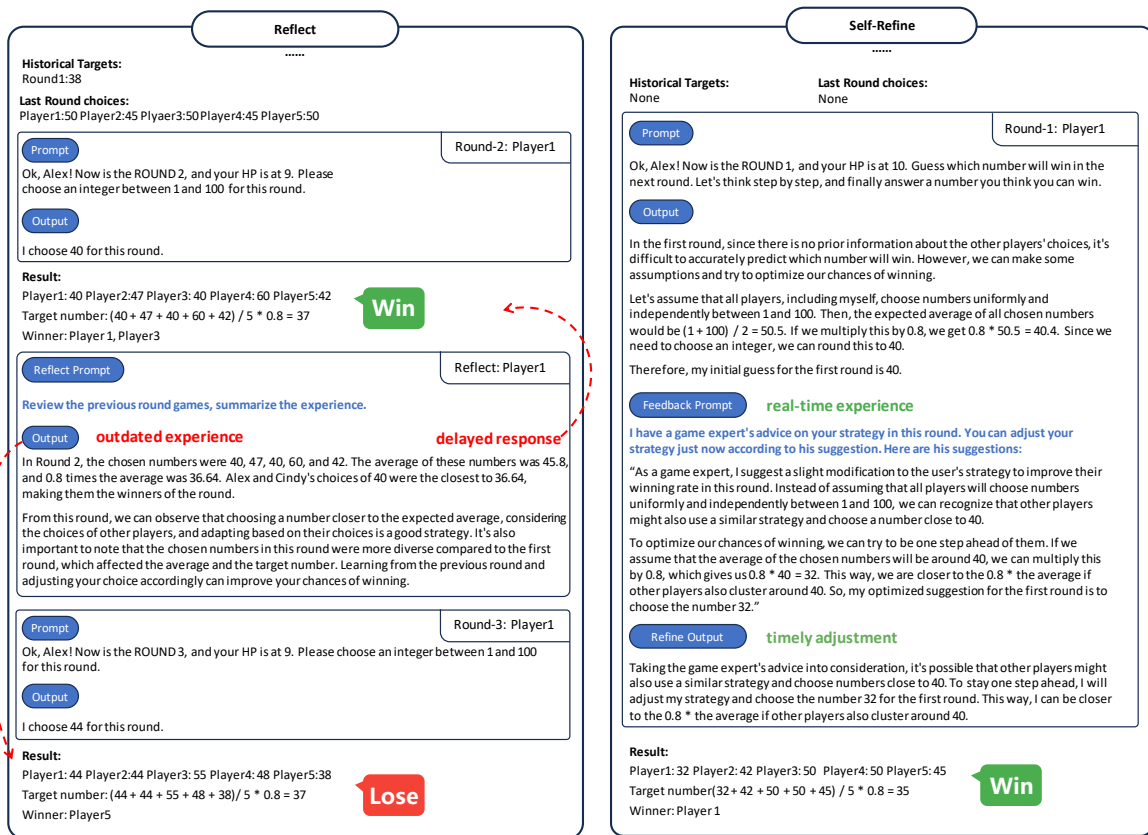 Reflect
......
Historical Targets:
Round1:38
Last Round choices:
Player1:50 Player2:45 Plyaer3:50 Player4:45 Player5:50
Prompt
Round-2: Player1
Ok, Alex! Now is the ROUND 2, and your HP is at 9. Please
choose an integer between 1 and 100 for this round.
Output
I choose 40 for this round.
Result:
Player1: 40 Player2:47 Player3: 40 Player4: 60 Player5:42
Target number: (40 + 47 + 40 + 60 + 42) / 5 * 0.8 = 37
Winner: Player 1, Player3
Win
Reflect Prompt
Reflect: Player1
Review the previous round games, summarize the experience.
Output
outdated experience
delayed response
In Round 2, the chosen numbers were 40, 47, 40, 60, and 42. The average of these numbers was 45.8,
and 0.8 times the average was 36.64. Alex and Cindy's choices of 40 were the closest to 36.64,
making them the winners of the round.
From this round, we can observe that choosing a number closer to the expected average, considering
the choices of other players, and adapting based on their choices is a good strategy. It's also
important to note that the chosen numbers in this round were more diverse compared to the first
round, which affected the average and the target number. Learning from the previous round and
adjusting your choice accordingly can improve your chances of winning.
Prompt
Round-3: Player1
Ok, Alex! Now is the ROUND 3, and your HP is at 9. Please choose an integer between 1 and 100
for this round.
Output
I choose 44 for this round.
Result:
Player1: 44 Player2:44 Player3: 55 Player4: 48 Player5:38
Target number: (44 + 44 + 55 + 48 + 38)/ 5 * 0.8 = 37
Winner: Player5
Lose
Self-Refine
......
Historical Targets:
None
Last Round choices:
None
Prompt
Round-1: Player1
Ok, Alex! Now is the ROUND 1, and your HP is at 10. Guess which number will win in the
next round. Let's think step by step, and finally answer a number you think you can win.
Output
In the first round, since there is no prior information about the other players' choices, it's
difficult to accurately predict which number will win. However, we can make some
assumptions and try to optimize our chances of winning.
Let's assume that all players, including myself, choose numbers uniformly and
independently between 1 and 100. Then, the expected average of all chosen numbers
would be (1 + 100) / 2 = 50.5. If we multiply this by 0.8, we get 0.8 * 50.5 = 40.4. Since we
need to choose an integer, we can round this to 40.
Therefore, my initial guess for the first round is 40.
Feedback Prompt
real-time experience
I have a game expert's advice on your strategy in this round. You can adjust your
strategy just now according to his suggestion. Here are his suggestions:
“As a game expert, I suggest a slight modification to the user's strategy to improve their
winning rate in this round. Instead of assuming that all players will choose numbers
uniformly and independently between 1 and 100, we can recognize that other players
might also use a similar strategy and choose a number close to 40.
To optimize our chances of winning, we can try to be one step ahead of them. If we
assume that the average of the chosen numbers will be around 40, we can multiply this
by 0.8, which gives us 0.8 * 40 = 32. This way, we are closer to the 0.8 * the average if
other players also cluster around 40. So, my optimized suggestion for the first round is to
choose the number 32.”
Refine Output
timely adjustment
Taking the game expert's advice into consideration, it's possible that other players might
also use a similar strategy and choose numbers close to 40. To stay one step ahead, I will
adjust my strategy and choose the number 32 for the first round. This way, I can be closer
to the 0.8 * the average if other players also cluster around 40.
Result:
Player1: 32 Player2: 42 Player3: 50 Player4: 50 Player5: 45
Target number(32 + 42 + 50 + 50 + 45) / 5 * 0.8 = 35
Winner: Player 1
Win